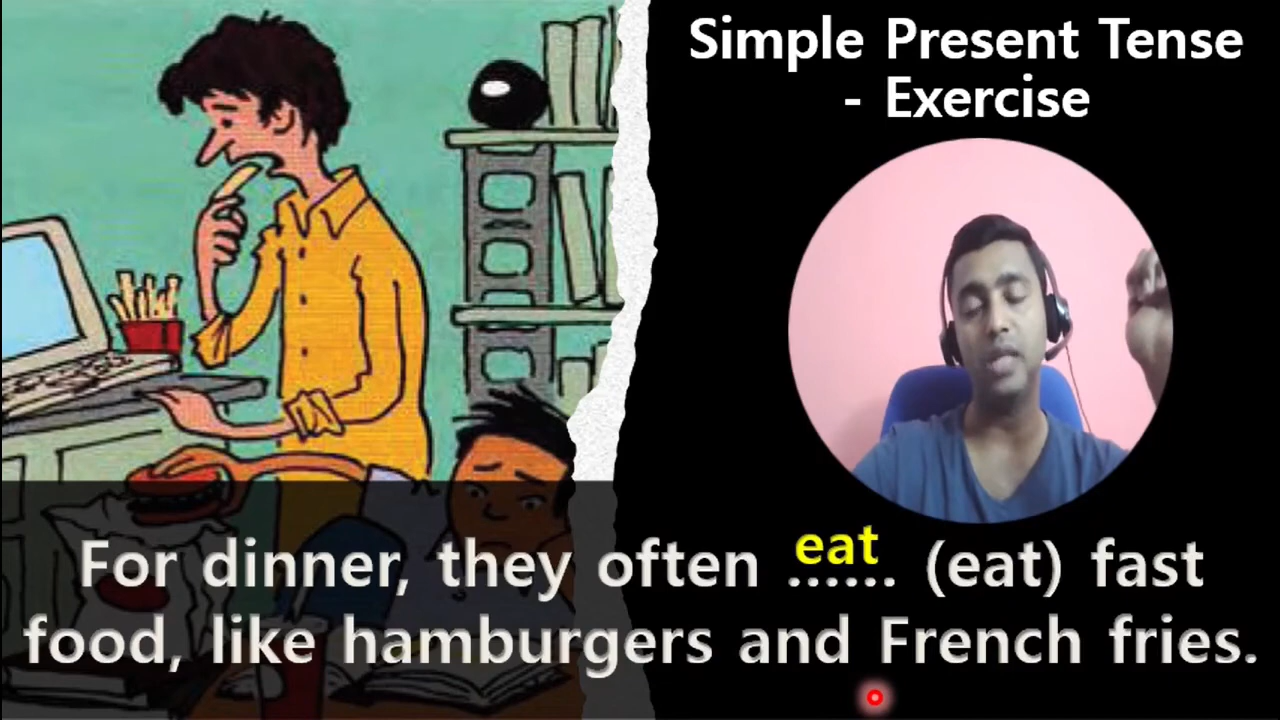 Simple Present Tense
- Exercise
eat
For dinner, they often ...... (eat) fast
food, like hamburgers and French fries.